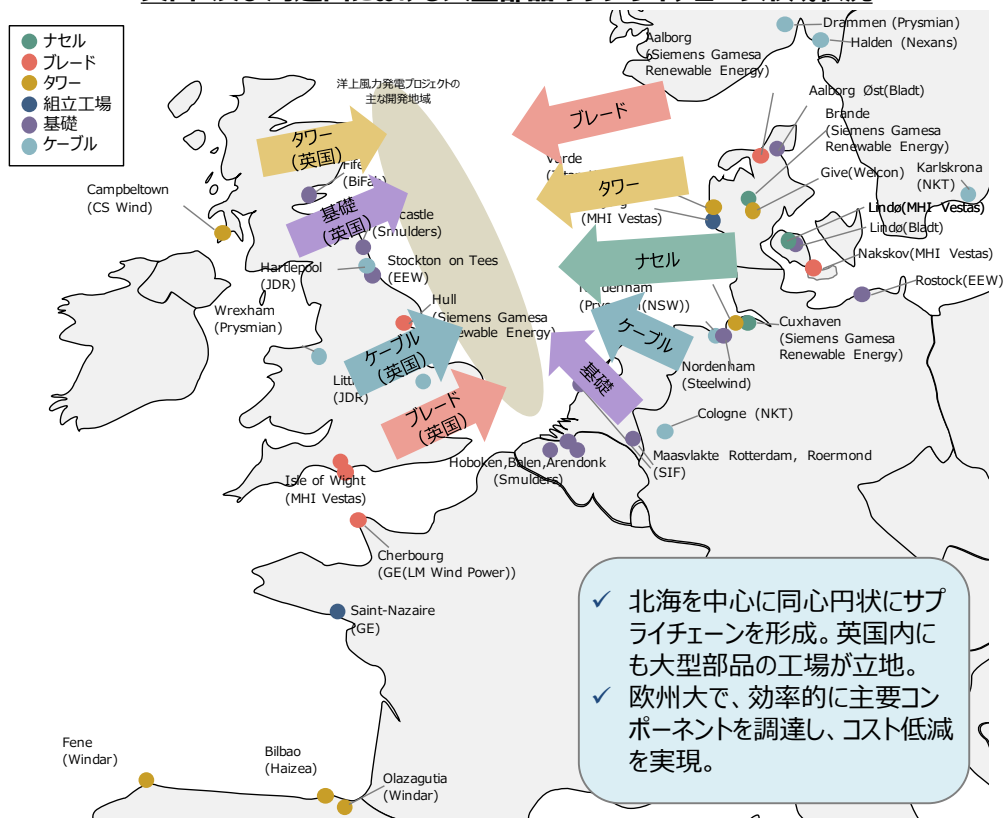 ナセル
ブレード
タワー
組立工場
基礎
ケーブル
洋上風力発電プロジェクトの
主な開発地域
Drammen (Prysmian)
Halden (Nexans)
Aalborg
(Siemens Gamesa
Renewable Energy)
Aalborg Øst(Bladt)
Brande
(Siemens Gamesa
Renewable Energy)
Give(Welcon)
Karlskrona
(NKT)
Lindø(MHI Vestas)
Lindø(Bladt)
Nakskov(MHI Vestas)
Rostock(EEW)
ブレード
タワー
(MHI Vestas)
ナセル
ケーブル
基礎
タワー
(英国)
基礎
(英国)
ケーブル
(英国)
ブレード
(英国)
Campbeltown
(CS Wind)
Fife
(BiFab)
(Smulders)
Stockton on Tees
(EEW)
Hartlepool
(JDR)
Wrexham
(Prysmian)
Hull
(Siemens Gamesa
Energy)
(JDR)
Isle of Wight
(MHI Vestas)
Cuxhaven
(Siemens Gamesa
Renewable Energy)
Nordenham
(Steelwind)
Cologne (NKT)
Maasvlakte Rotterdam, Roermond
(SIF)
Hoboken,Balen,Arendonk
(Smulders)
Cherbourg
(GE(LM Wind Power))
Saint-Nazaire
(GE)
Fene
(Windar)
Bilbao
(Haizea)
Olazagutia
(Windar)
✓ 北海を中心に同心円状にサプ
ライチェーンを形成。英国内に
も大型部品の工場が立地。
✓ 欧州大で、効率的に主要コン
ポーネントを調達し、コスト低減
を実現。